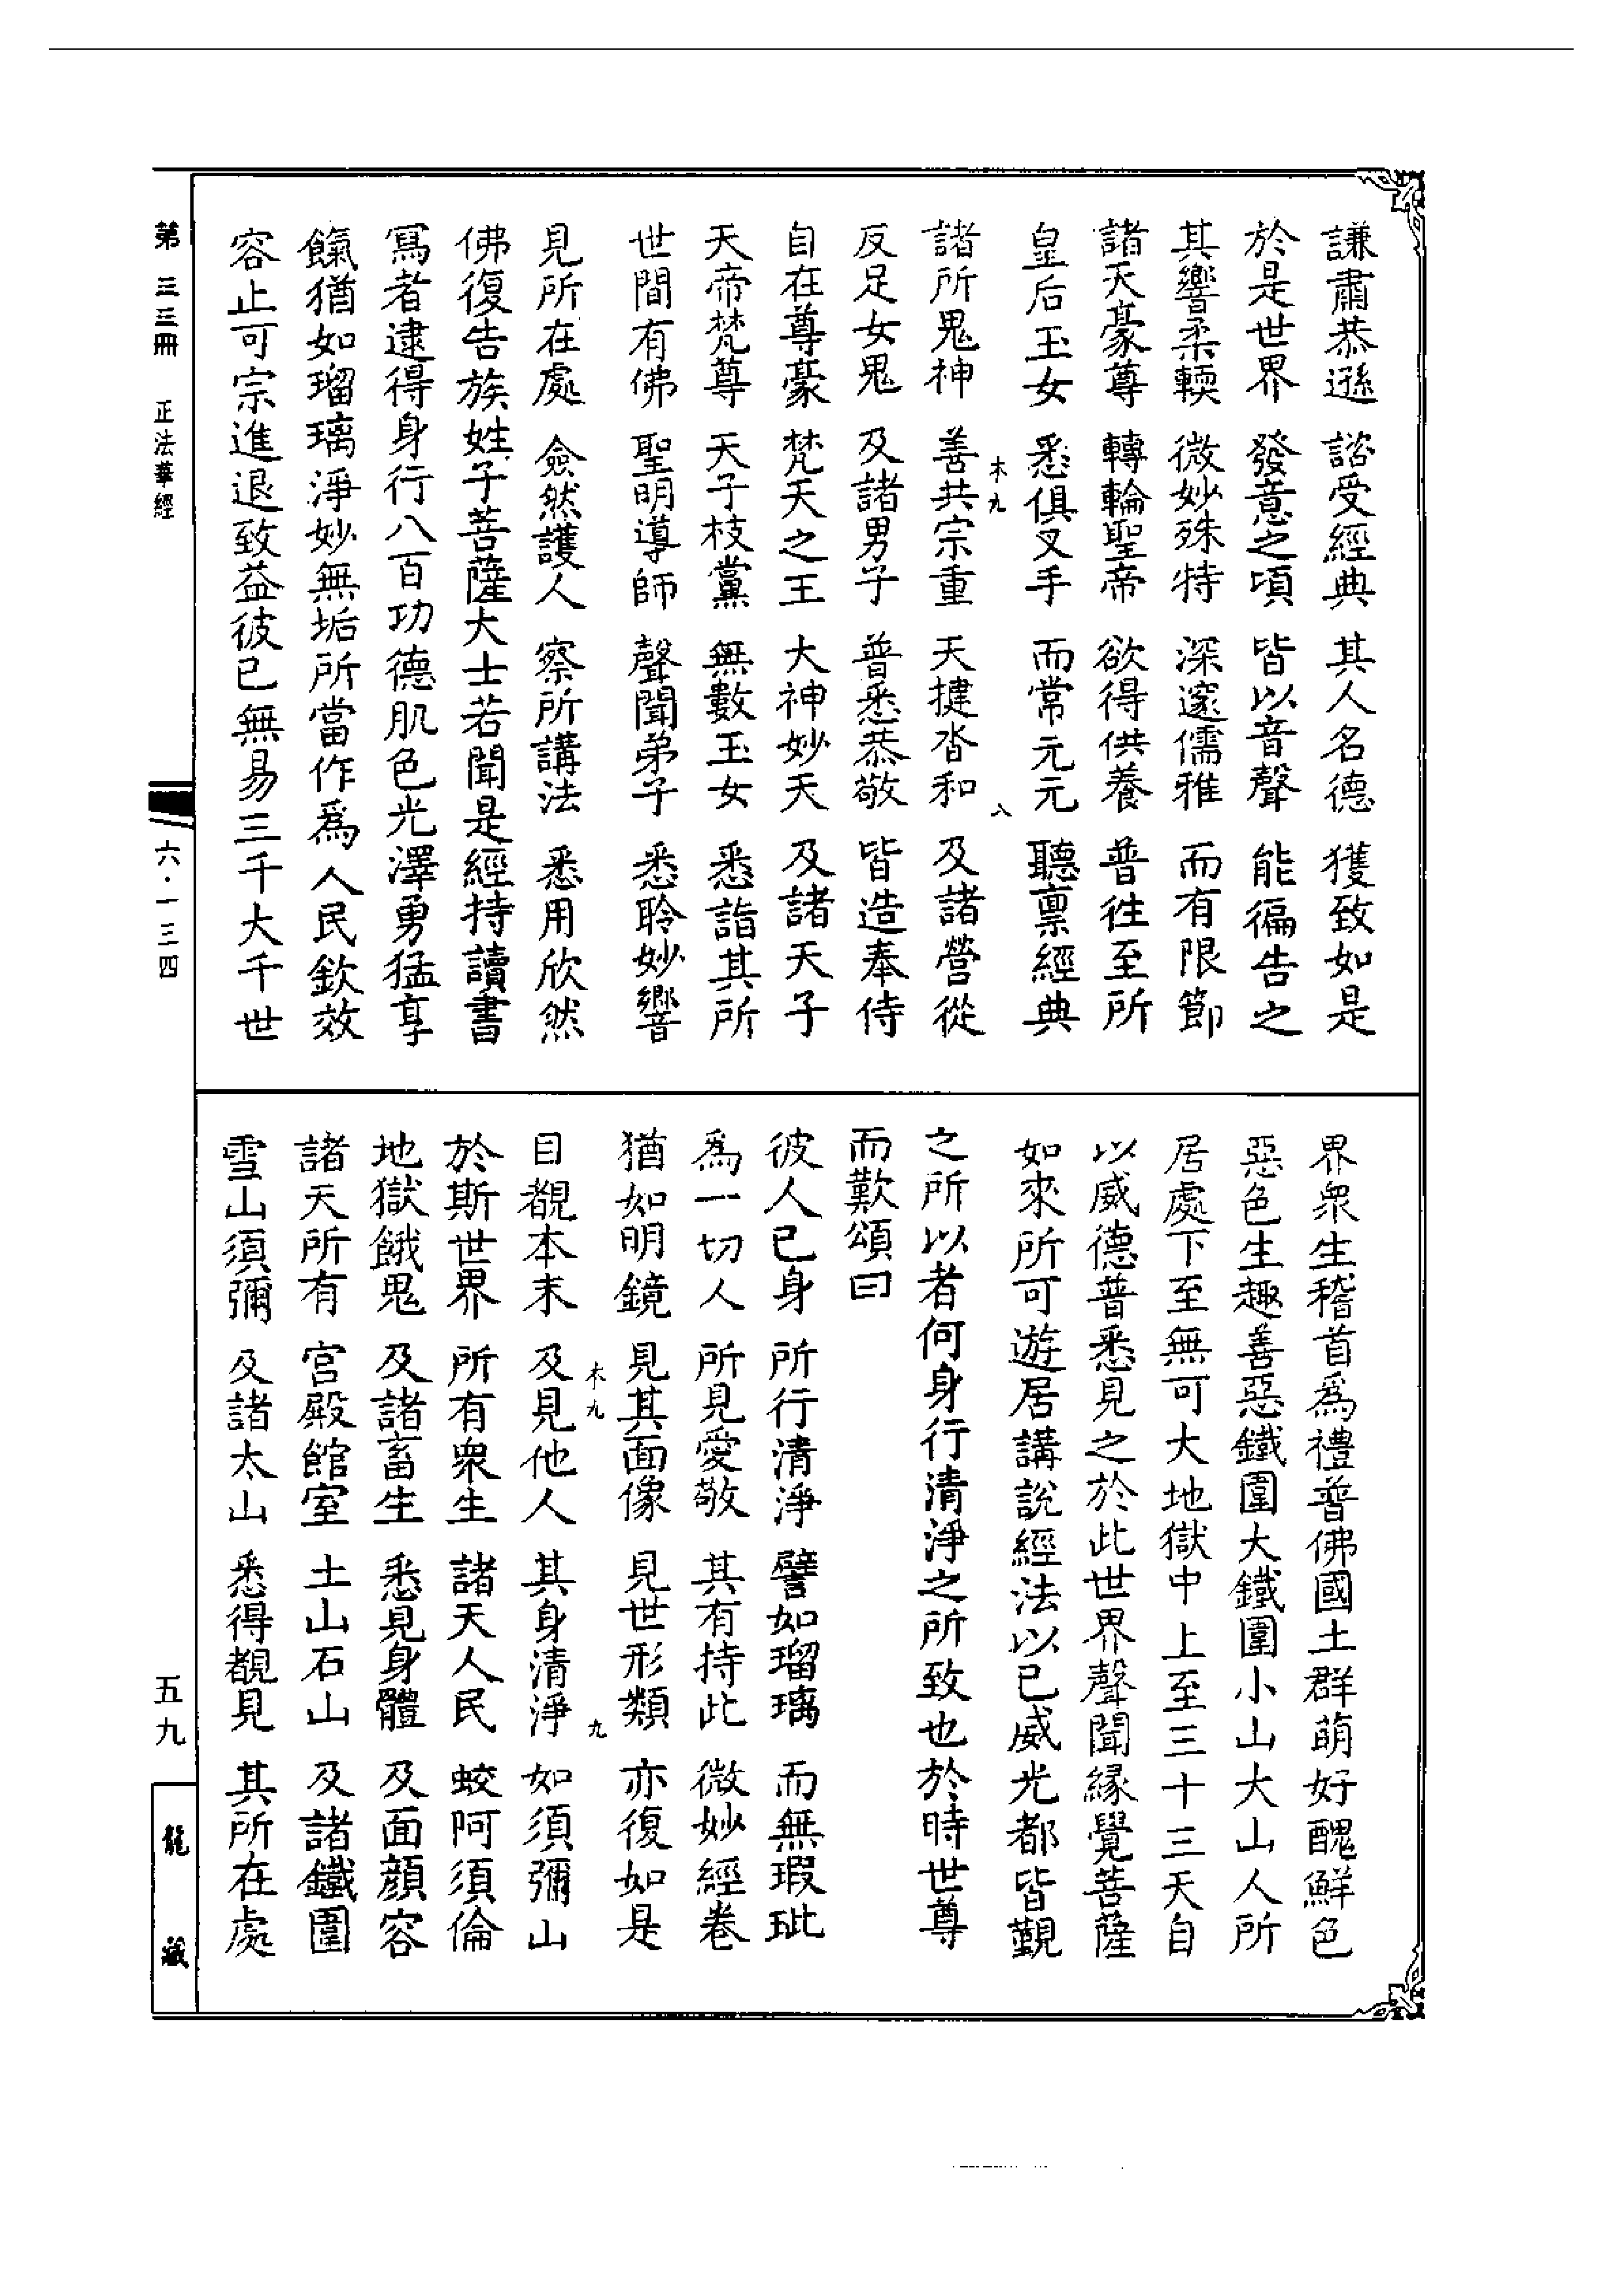 謙肅恭遜　諮受經典　其人名德　獲致如是
於是世界　發意之頃　皆以音聲　能徧告之
其響柔輭　微妙殊特　深邃儒雅　而有限節
諸天豪尊　轉輪聖帝　欲得供養　普徃至所
皇后玉女　悉俱叉手　而常元元　聽禀經典
木九　八
諸所鬼神　善共宗重　天揵沓和　及諸營從
反足女鬼　及諸男子　普悉恭敬　皆造奉侍
自在尊豪　梵天之王　大神妙天　及諸天子
天帝梵尊　天子枝黨　無數玉女　悉詣其所
世間有佛　聖明導師　聲聞弟子　悉聆妙響
見所在處　僉然護人　察所講法　悉用欣然
佛復告族姓子菩薩大士若聞是經持讀書
寫者逮得身行八百功德肌色光澤勇猛享
餼猶如瑠璃淨妙無垢所當作爲人民欽效
容止可宗進退致益彼已無易三千大千世
界衆生稽首爲禮普佛國土群萌好醜鮮色
惡色生趣善惡鐵圍大鐵圍小山大山人所
居處下至無可大地獄中上至三十三天自
以威德普悉見之於此世界聲聞緣覺菩薩
如來所可遊居講說經法以已威光都皆覩
之所以者何身行清淨之所致也於時世尊
而歎頌曰
彼人已身　所行清淨　譬如瑠璃　而無瑕玼
爲一切人　所見愛敬　其有持此　微妙經卷
猶如明鏡　見其面像　見世形類　亦復如是
木九　九
目覩本末　及見他人　其身清淨　如須彌山
於斯世界　所有衆生　諸天人民　蛟阿須倫
地獄餓鬼　及諸畜生　悉見身體　及面顏容
諸天所有　宫殿館室　土山石山　及諸鐵圍
雪山須彌　及諸太山　悉得覩見　其所在處
第三三冊　正法華經
六·一三四
五九
龍藏